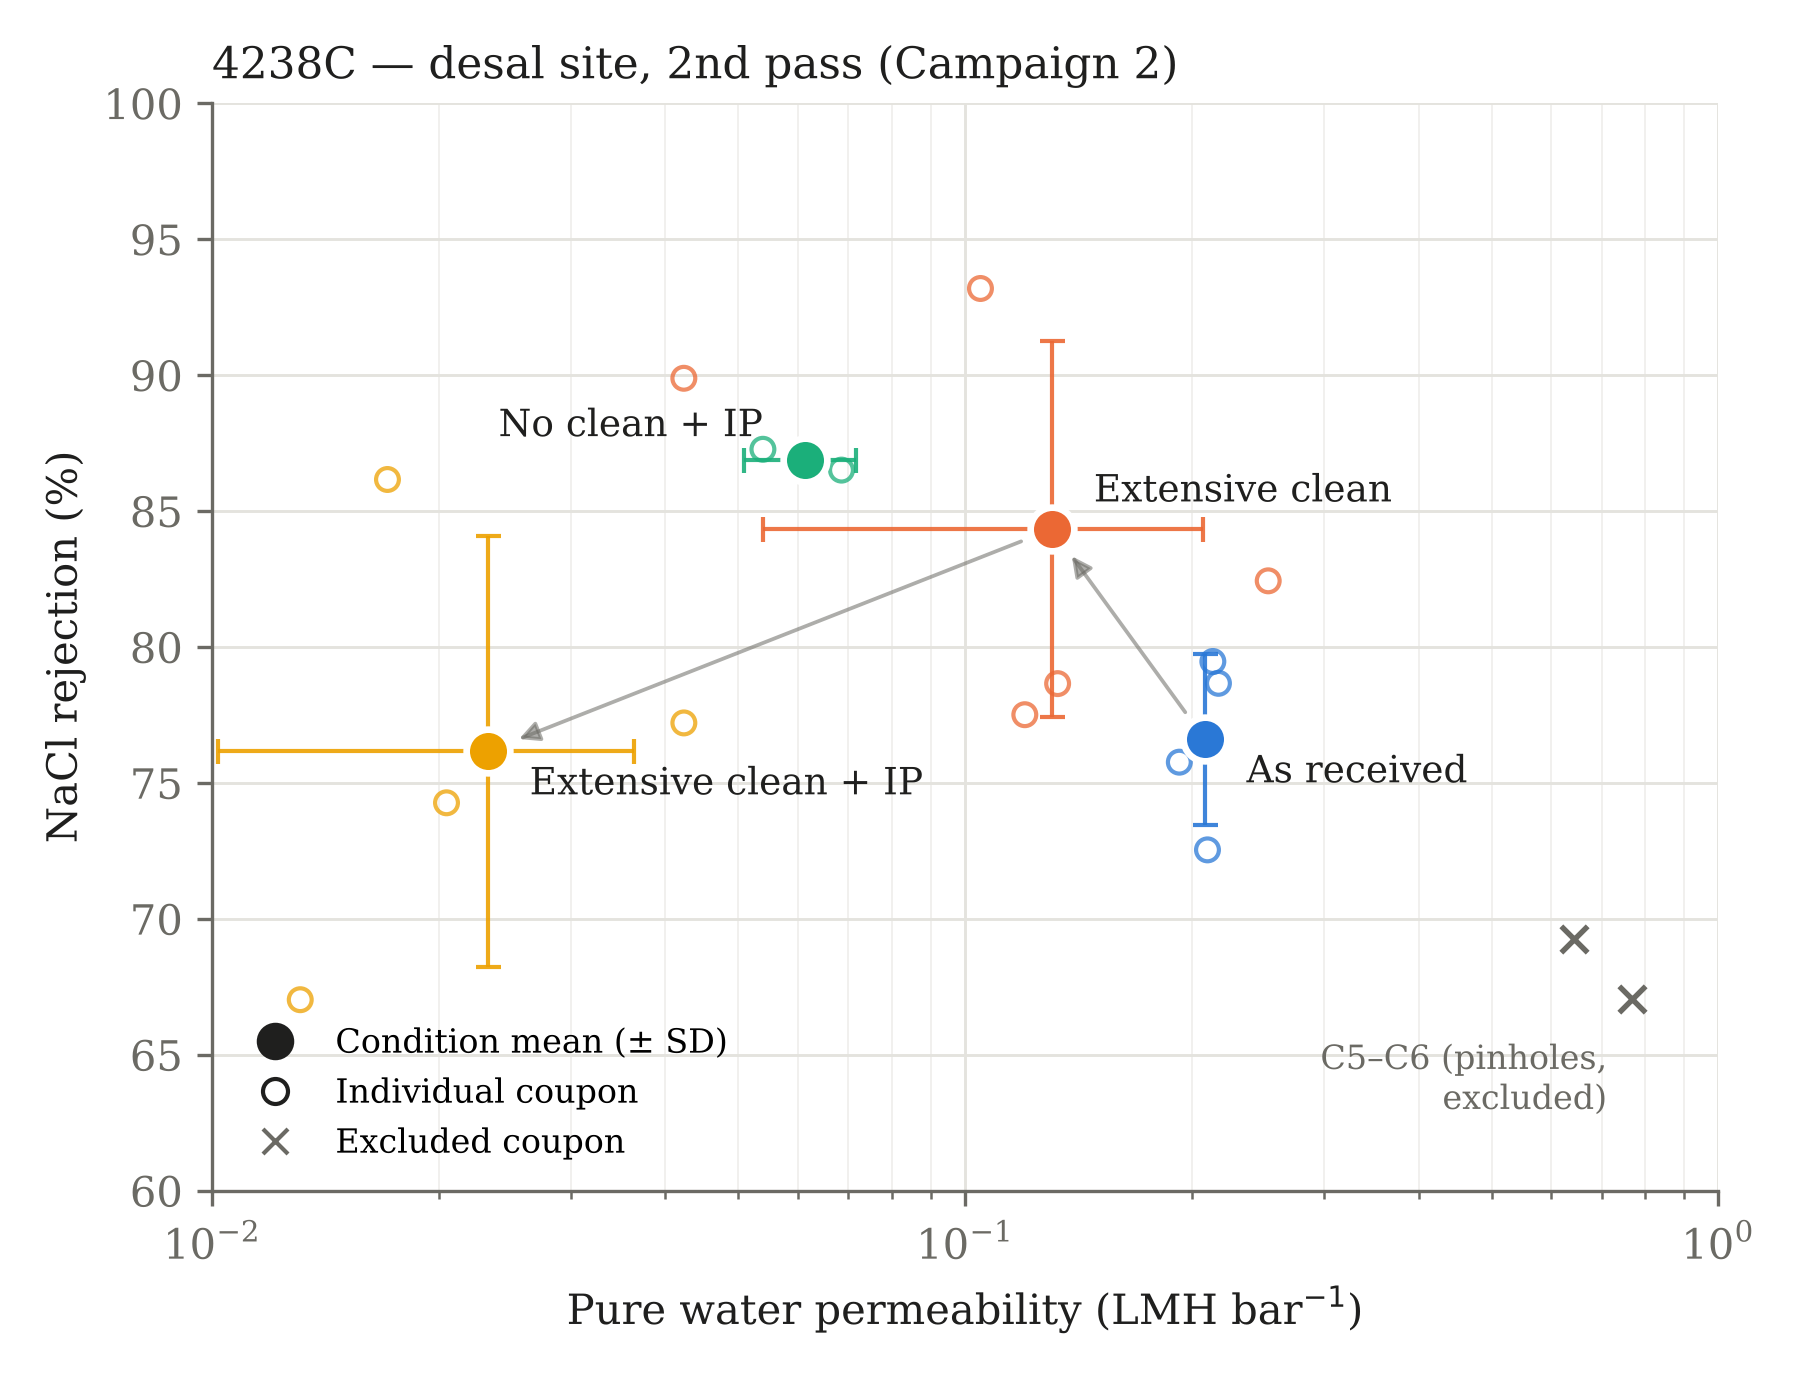 4238C — desal site, 2nd pass (Campaign 2)
100
95
90
85
80
75
70
65
60
NaCl rejection (%)
No clean + IP
Extensive clean
As received
Extensive clean + IP
Condition mean (± SD)
Individual coupon
Excluded coupon
C5–C6 (pinholes,
excluded)
10⁻² 10⁻¹ 10⁰
Pure water permeability (LMH bar⁻¹)